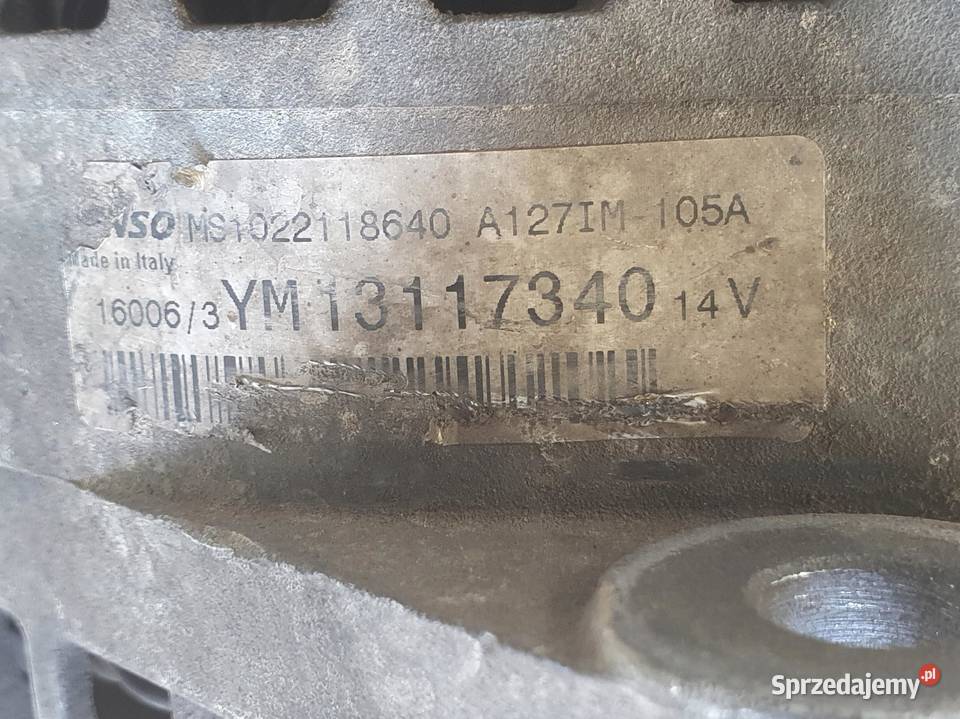 NSO MS1022118640 A127IM 105A
Made in Italy
16006/3 YM 13117340 14V
Sprzedajemy.pl